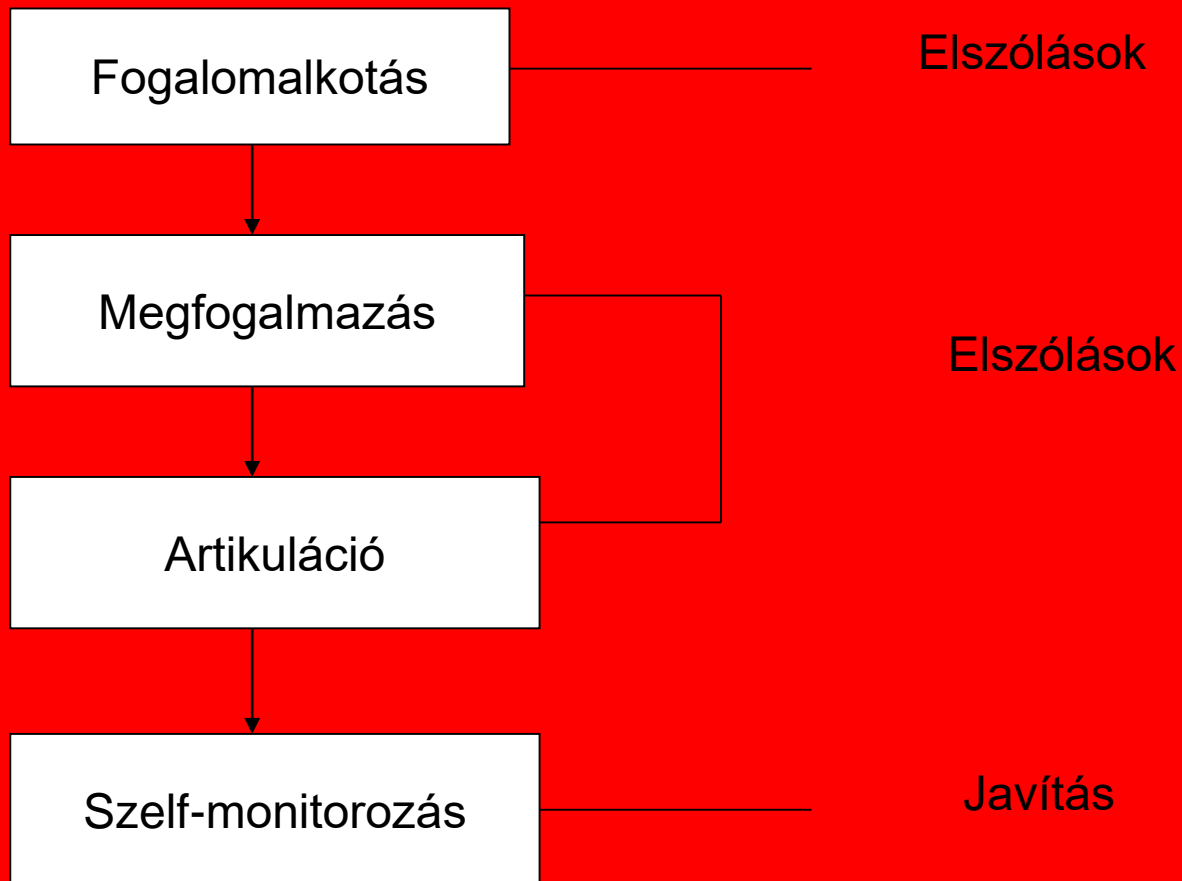 Fogalomalkotás
Elszólások
Megfogalmazás
Elszólások
Artikuláció
Szelf-monitorozás
Javítás